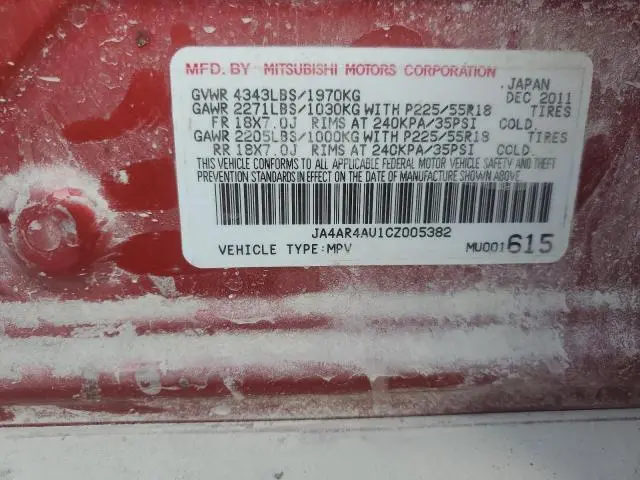 MFD. BY MITSUBISHI MOTORS CORPORATION
JAPAN
GVWR 4343LBS/1970KG DEC 2011
GAWR 2271LBS/1030KG WITH P225/55R18 TIRES
FR 18X7.0J RIMS AT 240KPA/35PSI COLD.
GAWR 2205LBS/1000KG WITH P225/55R18 TIRES
RR 18X7.0J RIMS AT 240KPA/35PSI COLD.
THIS VEHICLE CONFORMS TO ALL APPLICABLE FEDERAL MOTOR VEHICLE SAFETY AND THEFT
PREVENTION STANDARDS IN EFFECT ON THE DATE OF MANUFACTURE SHOWN ABOVE.
JA4AR4AU1CZ005382
VEHICLE TYPE:MPV MU001615